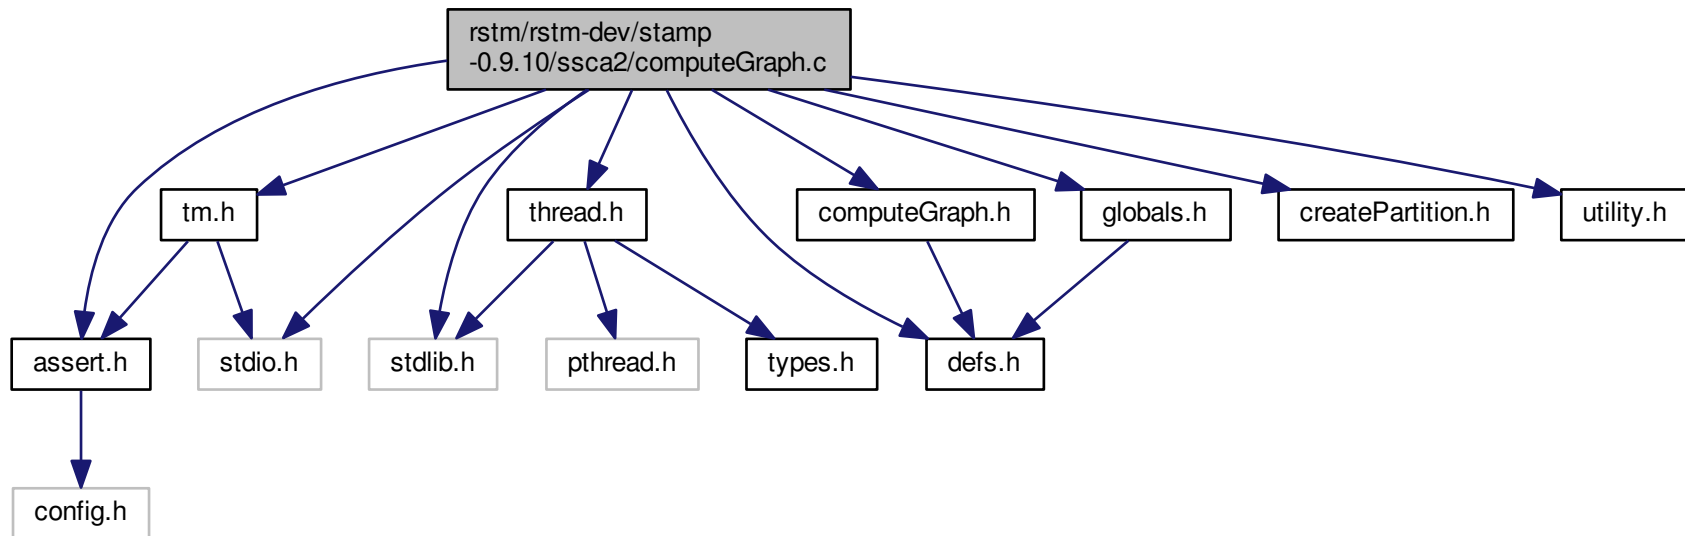 rstm/rstm-dev/stamp
-0.9.10/ssca2/computeGraph.c
tm.h
thread.h
computeGraph.h
globals.h
createPartition.h
utility.h
assert.h
stdio.h
stdlib.h
pthread.h
types.h
defs.h
config.h